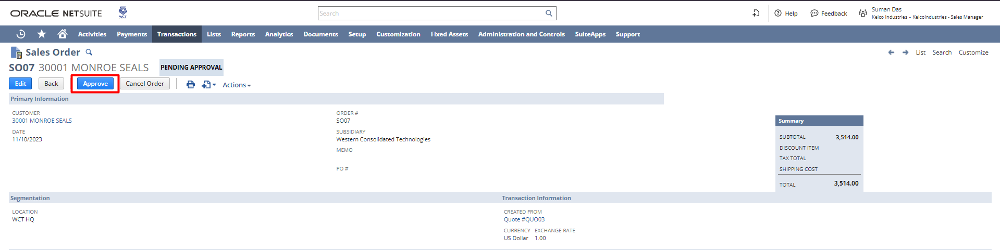 ORACLE NETSUITE
WCT
Search
Help
Feedback
Suman Das
Kelco Industries - KelcoIndustries - Sales Manager
Activities Payments Transactions Lists Reports Analytics Documents Setup Customization Fixed Assets Administration and Controls SuiteApps Support
Sales Order
List Search Customize
SO07 30001 MONROE SEALS PENDING APPROVAL
Edit Back Approve Cancel Order Actions
Primary Information
CUSTOMER
30001 MONROE SEALS
DATE
11/10/2023
ORDER #
SO07
SUBSIDIARY
Western Consolidated Technologies
MEMO
PO #
Summary
SUBTOTAL 3,514.00
DISCOUNT ITEM
TAX TOTAL
SHIPPING COST
TOTAL 3,514.00
Segmentation
LOCATION
WCT HQ
Transaction Information
CREATED FROM
Quote #QUO03
CURRENCY EXCHANGE RATE
US Dollar 1.00